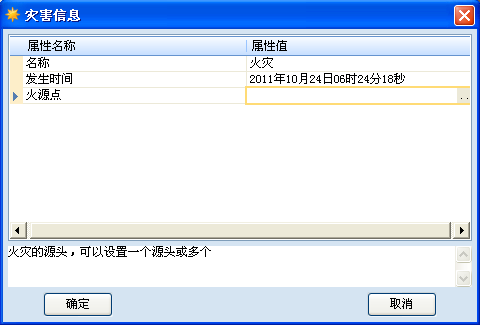 灾害信息
属性名称 属性值
名称 火灾
发生时间 2011年10月24日06时24分18秒
火源点 ..
火灾的源头，可以设置一个源头或多个
确定 取消